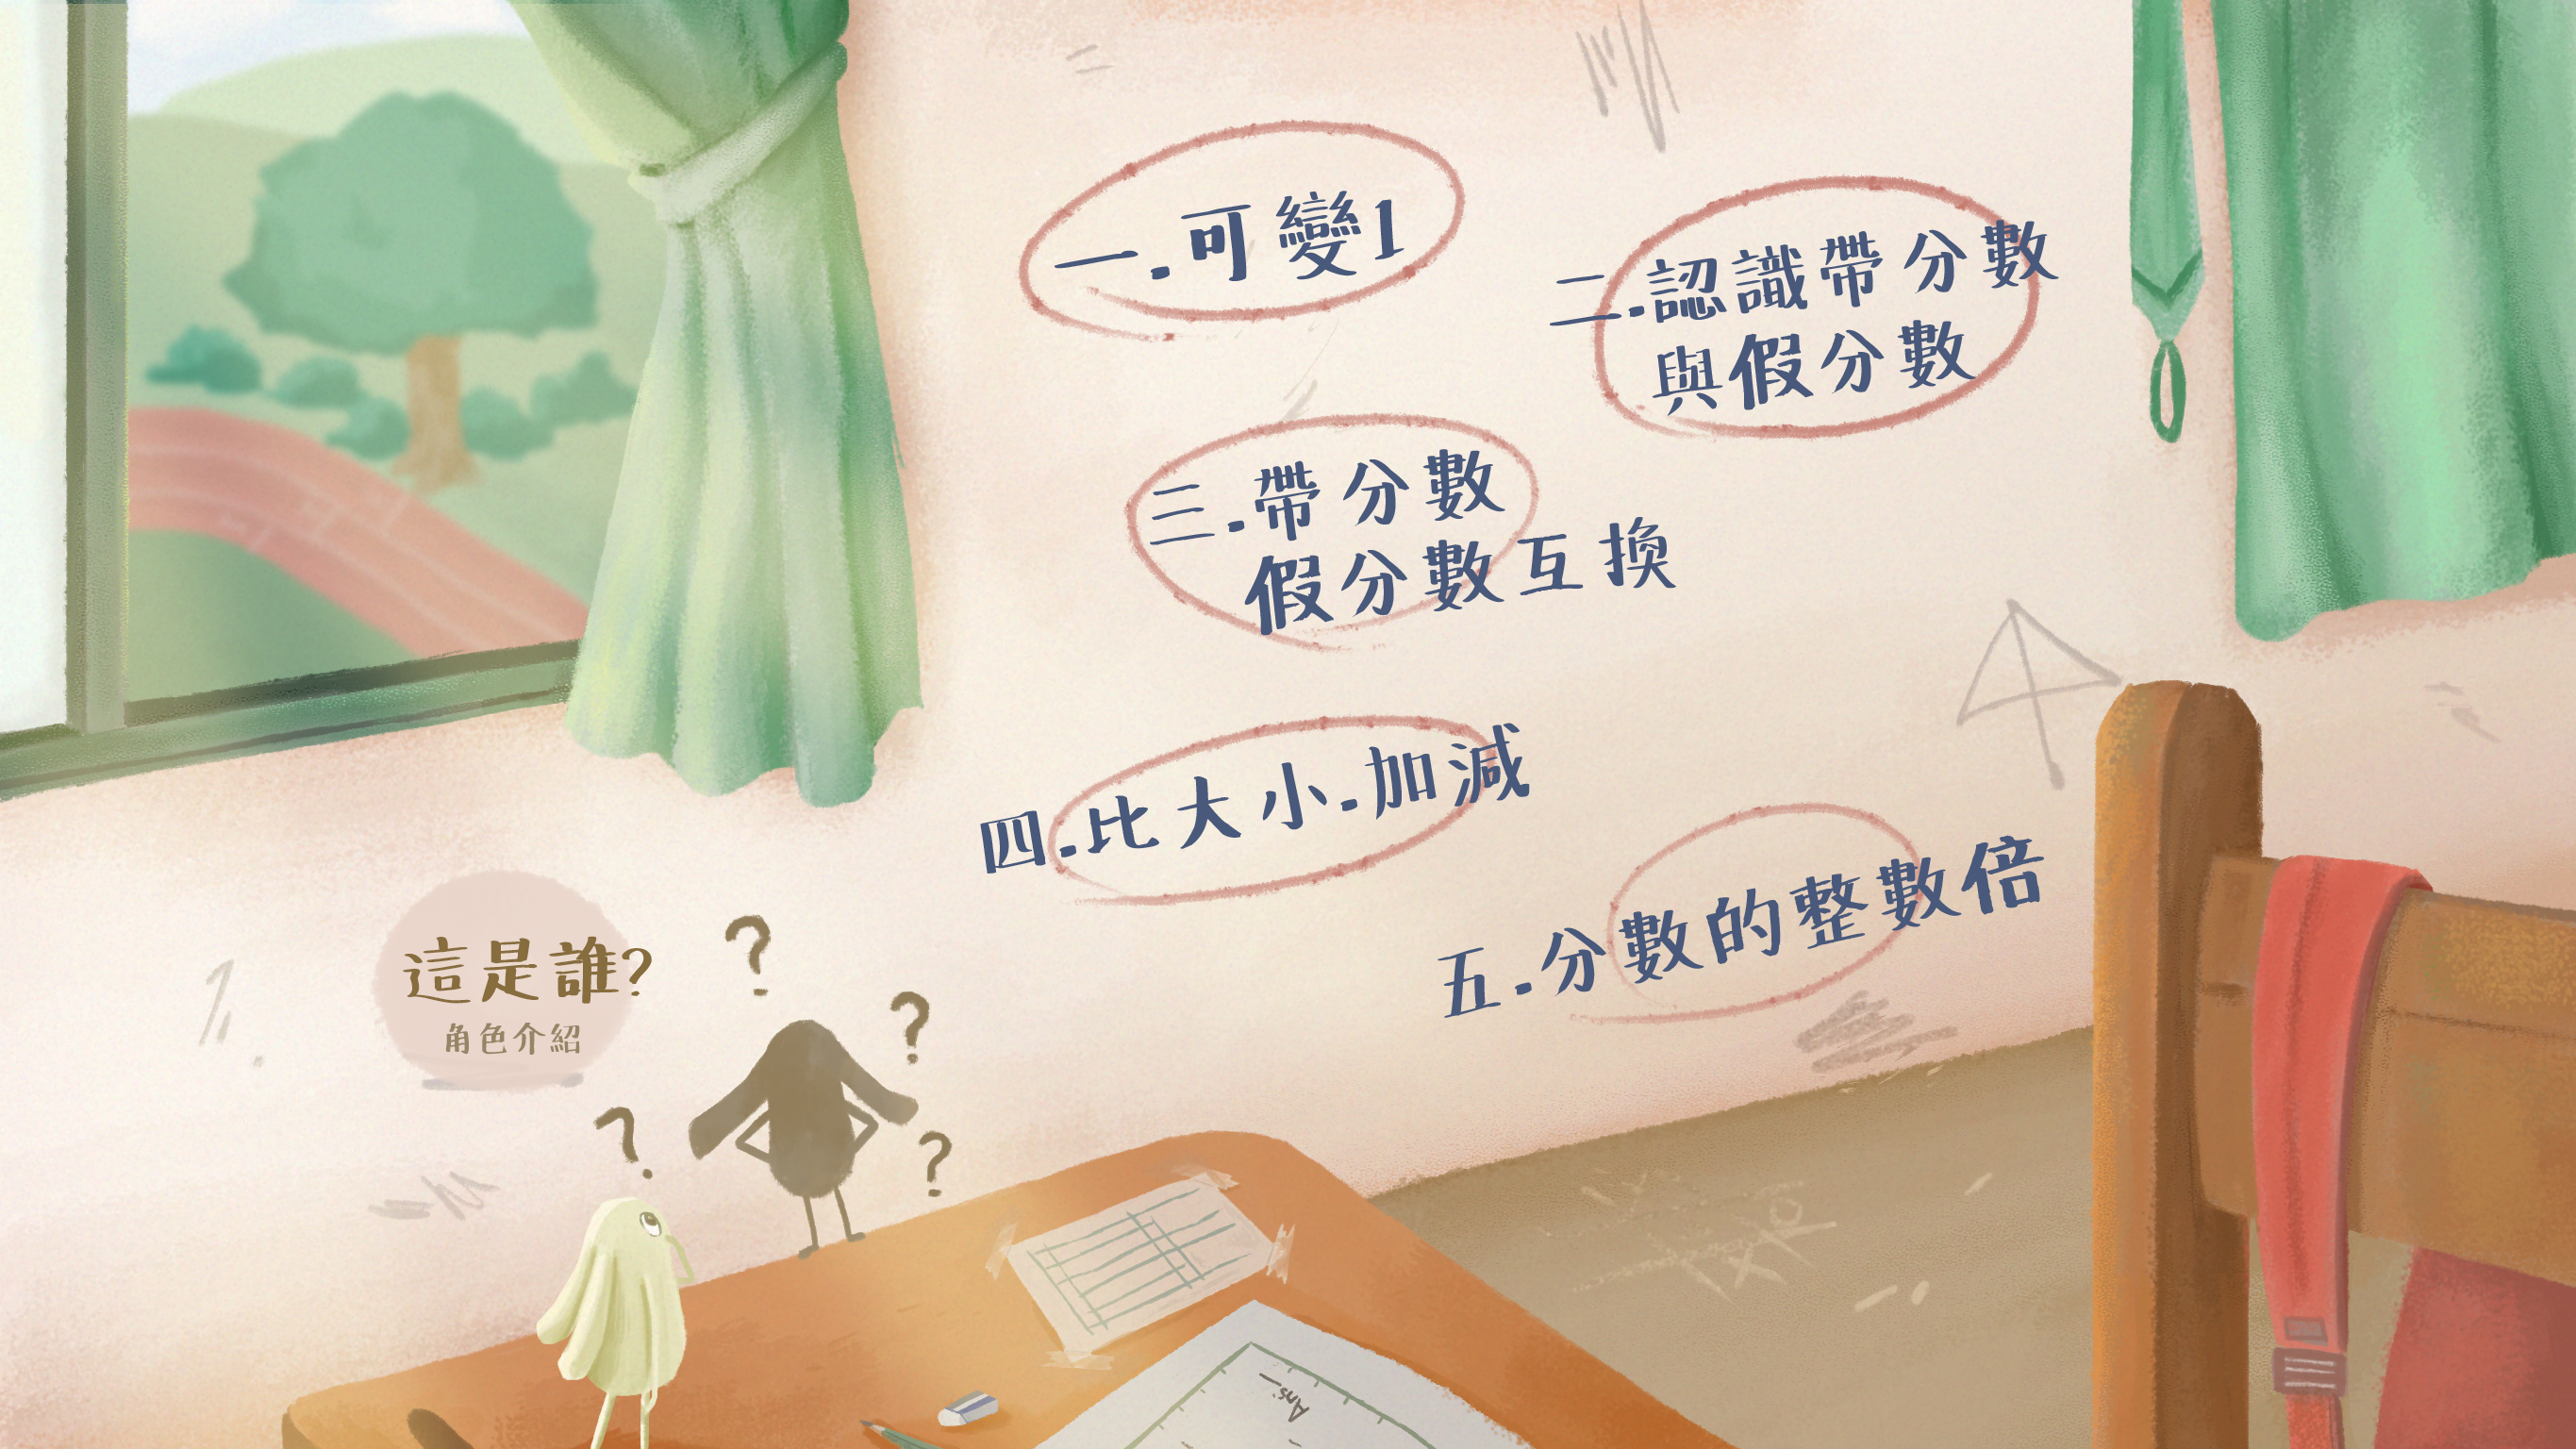 一.可變1
二.認識帶分數
與假分數
三.帶分數
假分數互換
四.比大小.加減
五.分數的整數倍
這是誰?
角色介紹
?
?
?
?
Ans: